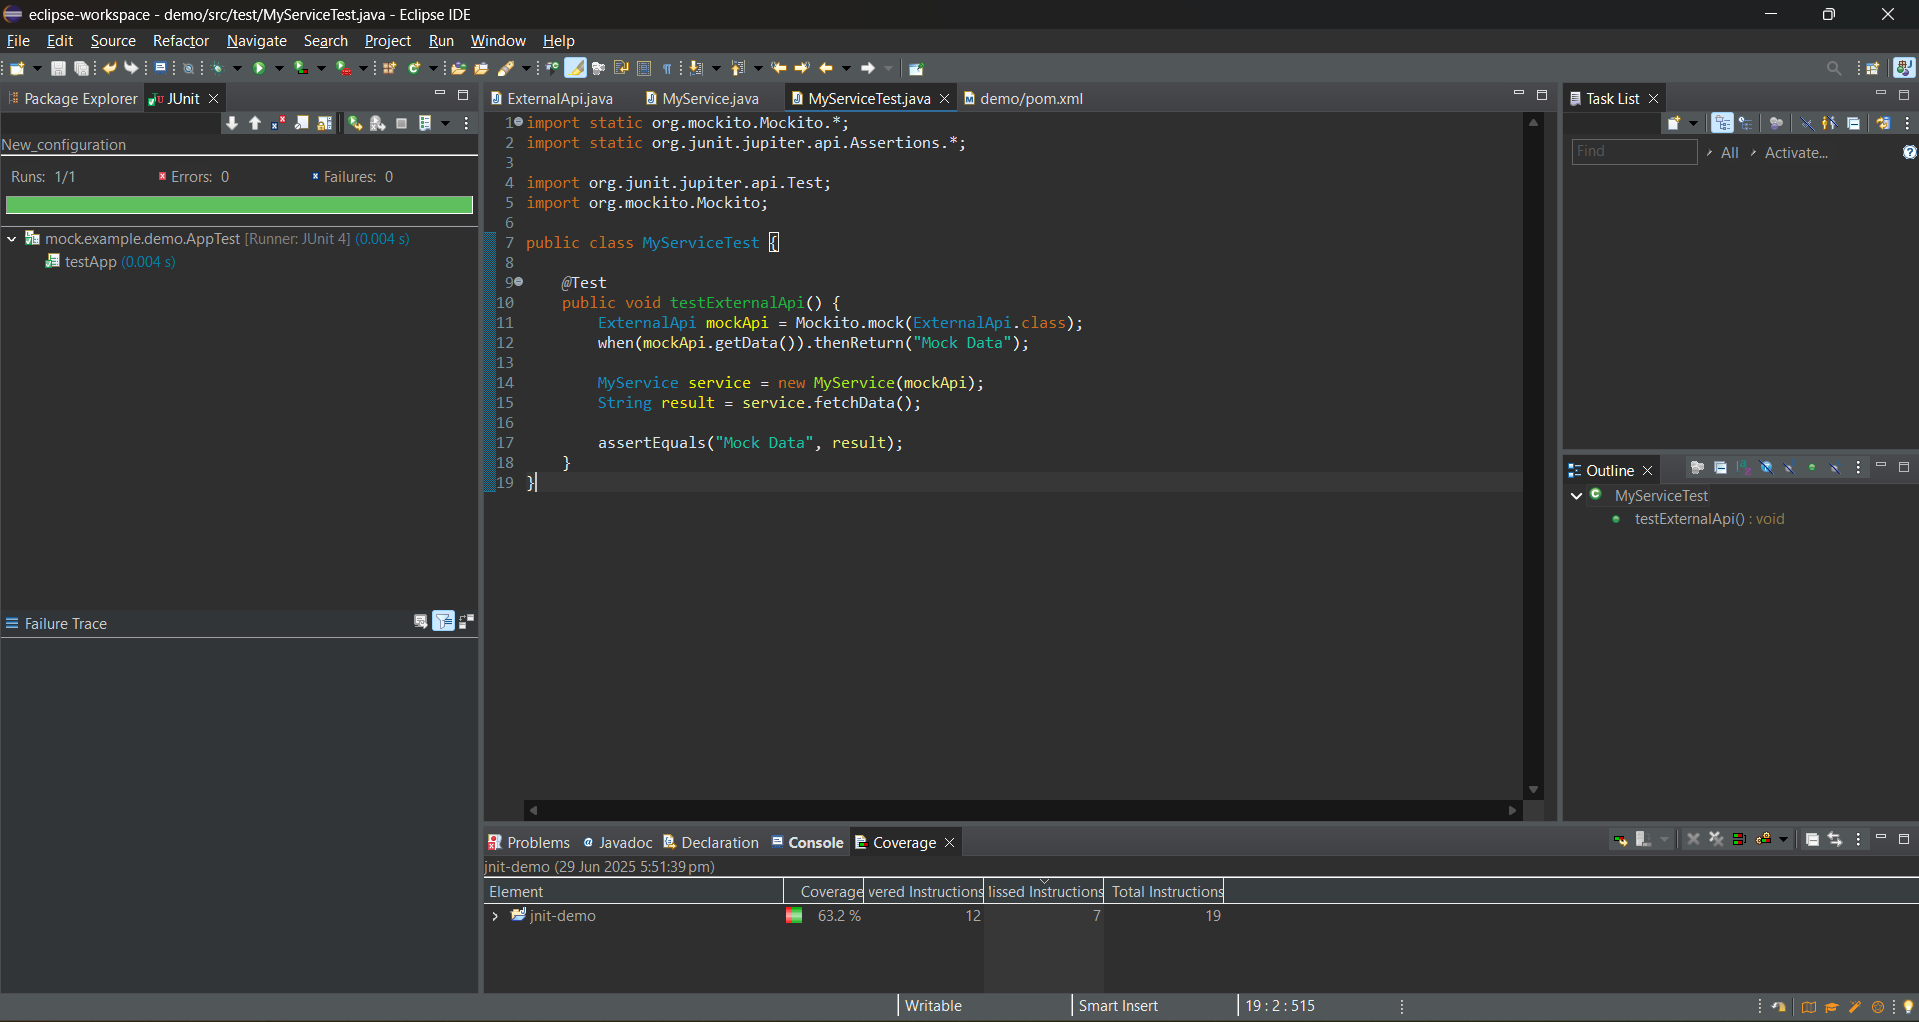 eclipse-workspace - demo/src/test/MyServiceTest.java - Eclipse IDE
File Edit Source Refactor Navigate Search Project Run Window Help
Package Explorer JUnit
New_configuration
Runs: 1/1 Errors: 0 Failures: 0
mock.example.demo.AppTest [Runner: JUnit 4] (0.004 s)
testApp (0.004 s)
Failure Trace
ExternalApi.java MyService.java MyServiceTest.java demo/pom.xml
1 import static org.mockito.Mockito.*;
2 import static org.junit.jupiter.api.Assertions.*;
3
4 import org.junit.jupiter.api.Test;
5 import org.mockito.Mockito;
6
7 public class MyServiceTest {
8
9 @Test
10 public void testExternalApi() {
11 ExternalApi mockApi = Mockito.mock(ExternalApi.class);
12 when(mockApi.getData()).thenReturn("Mock Data");
13
14 MyService service = new MyService(mockApi);
15 String result = service.fetchData();
16
17 assertEquals("Mock Data", result);
18 }
19 }
Task List
Find All Activate...
Outline
MyServiceTest
testExternalApi() : void
Problems Javadoc Declaration Console Coverage
jnit-demo (29 Jun 2025 5:51:39 pm)
Element Coverage vered Instructions lissed Instructions Total Instructions
jnit-demo 63.2 % 12 7 19
Writable Smart Insert 19 : 2 : 515